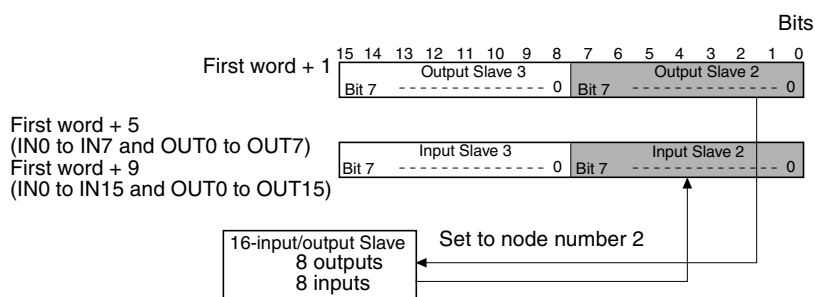 Bits
15 14 13 12 11 10 9 8 7 6 5 4 3 2 1 0
First word + 1
Output Slave 3 Output Slave 2
Bit 7 - - - - - - - - - - - - - - - - 0 Bit 7 - - - - - - - - - - - - - - - - 0
First word + 5
(IN0 to IN7 and OUT0 to OUT7)
First word + 9
(IN0 to IN15 and OUT0 to OUT15)
Input Slave 3 Input Slave 2
Bit 7 - - - - - - - - - - - - - - - - 0 Bit 7 - - - - - - - - - - - - - - - - 0
16-input/output Slave
8 outputs
8 inputs
Set to node number 2